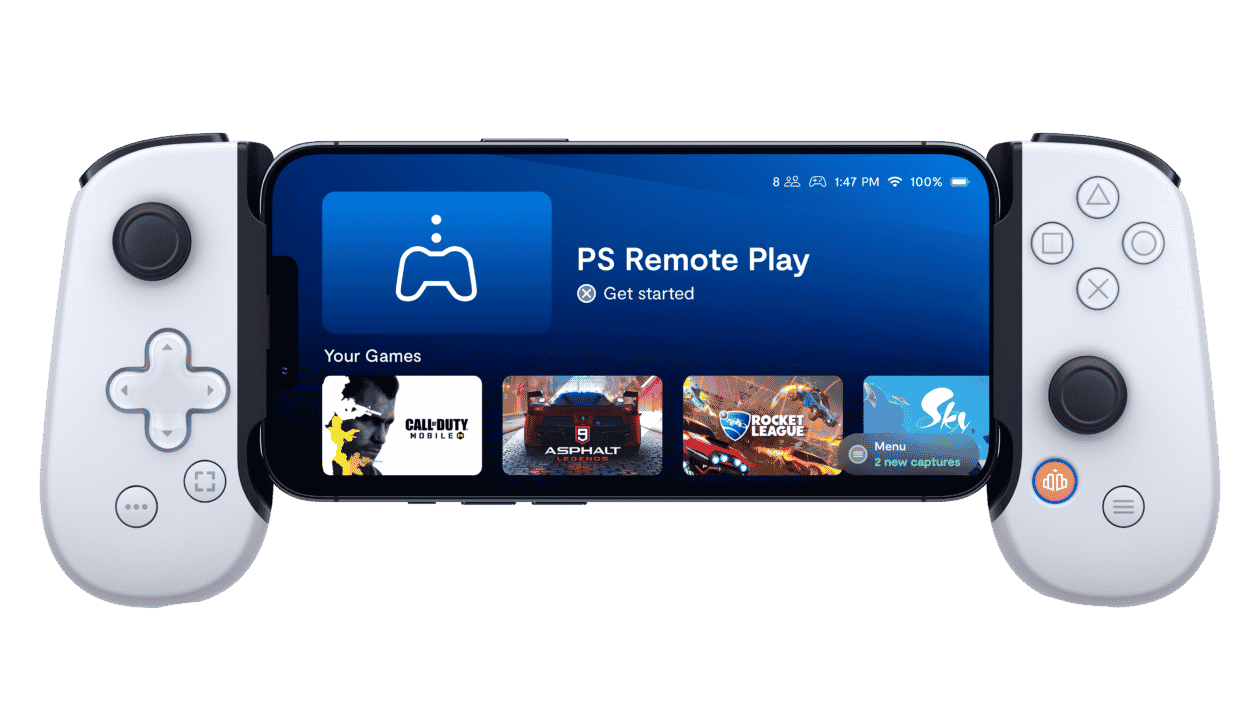 8 1:47 PM 100%
PS Remote Play
Get started
Your Games
CALL OF DUTY
MOBILE
9
ASPHALT
LEGENDS
ROCKET
LEAGUE
Sky
Menu
2 new captures